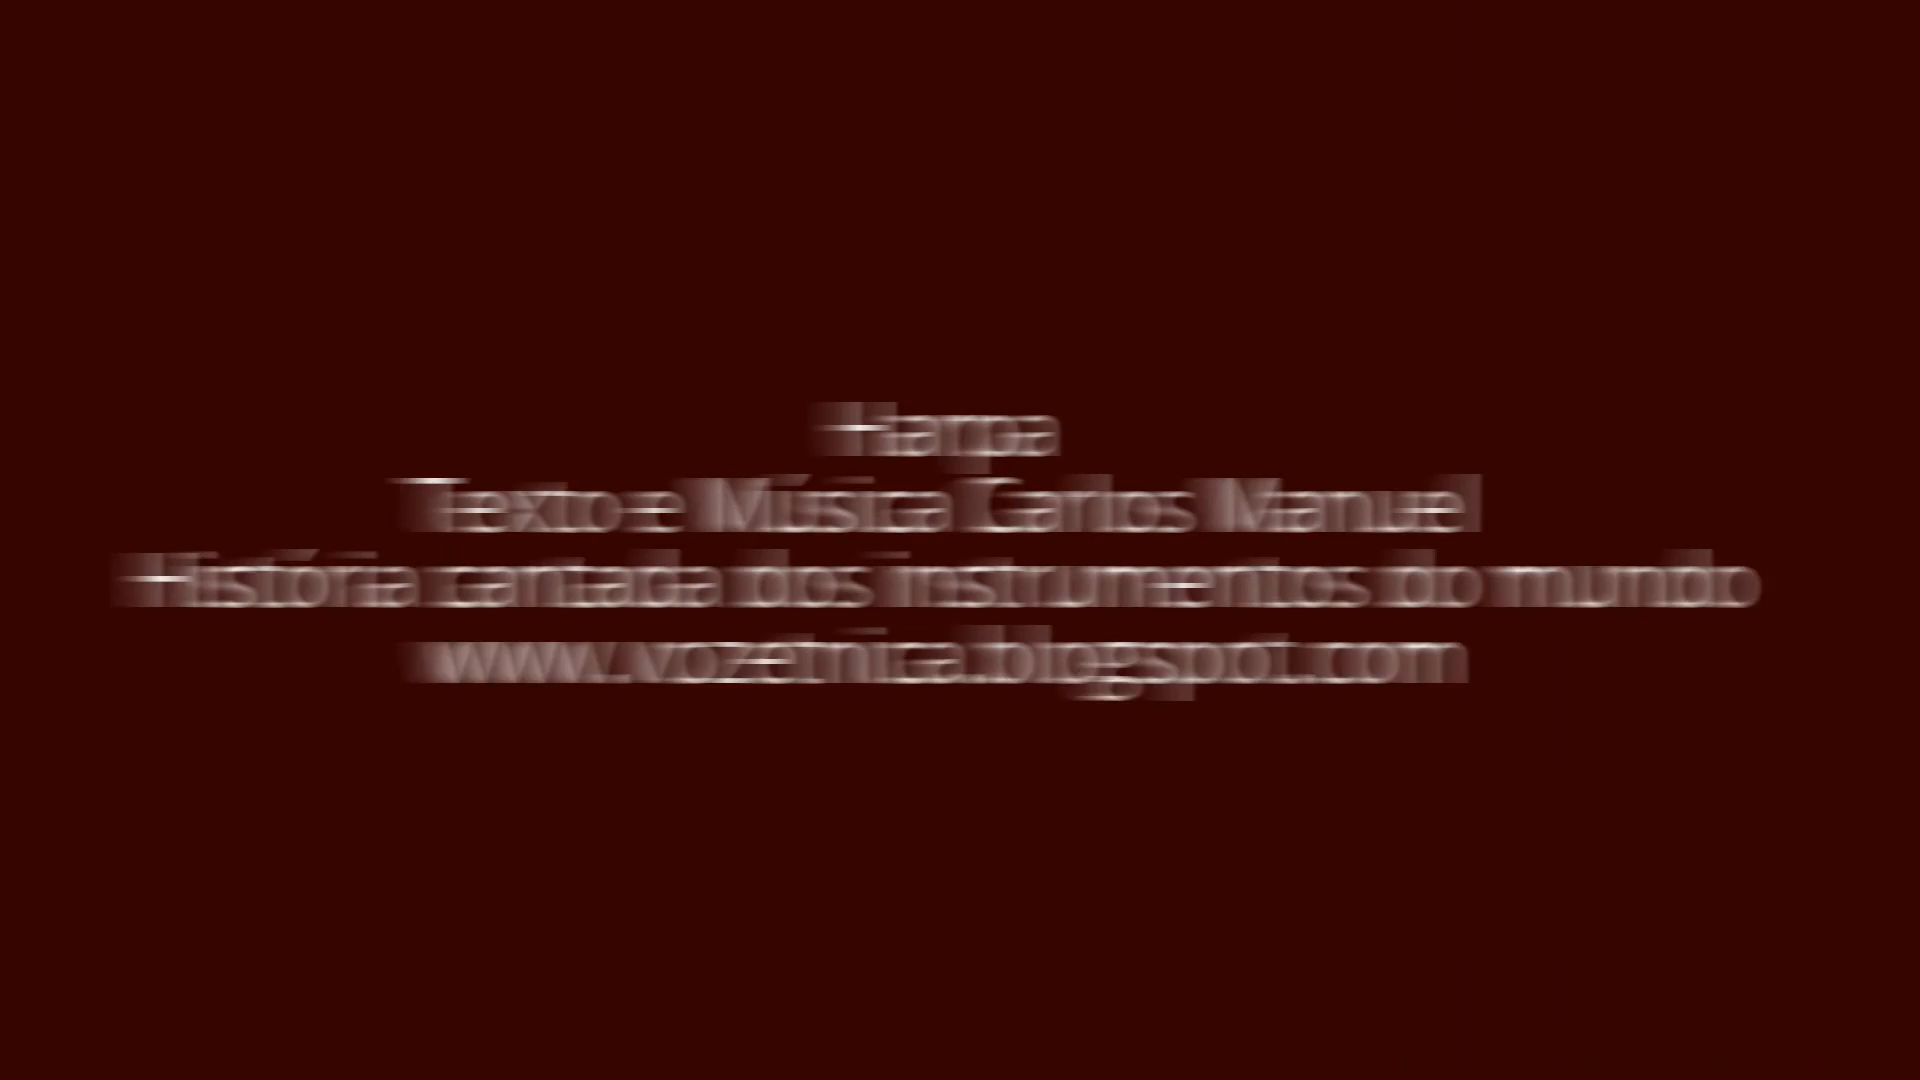 Harpa
Texto e Música Carlos Manuel
História cantada dos instrumentos do mundo
www.vozetnica.blogspot.com